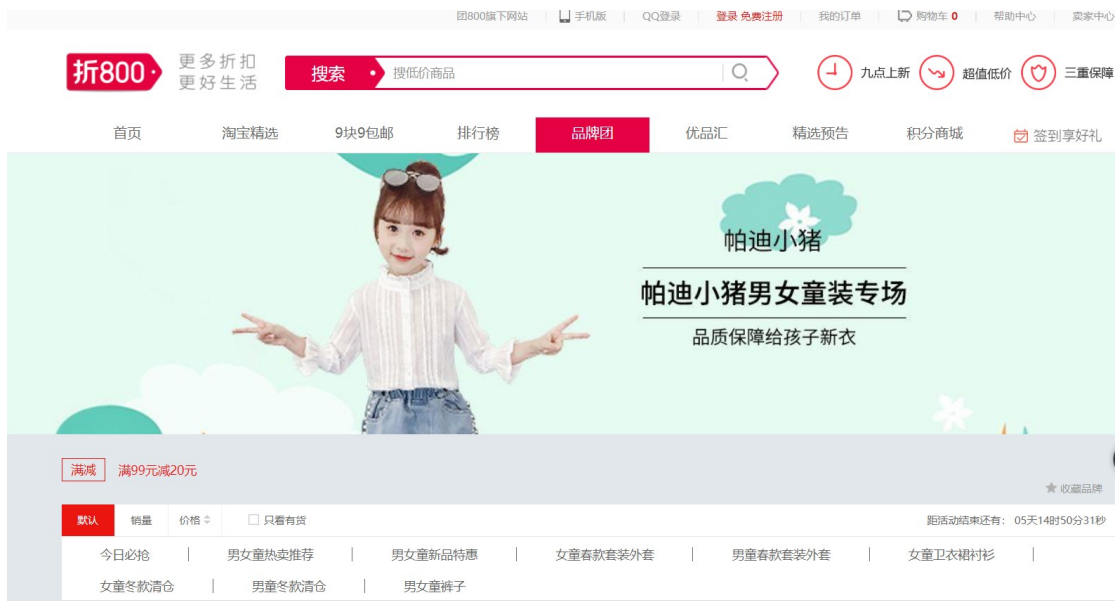 团800旗下网站 手机版 QQ登录 登录 免费注册 我的订单 购物车 0 帮助中心 卖家中心
折800
更多折扣
更好生活
搜索 搜低价商品
九点上新 超值低价 三重保障
首页 淘宝精选 9块9包邮 排行榜 品牌团 优品汇 精选预告 积分商城 签到享好礼
帕迪小猪
帕迪小猪男女童装专场
品质保障给孩子新衣
满减 满99元减20元
收藏品牌
默认 销量 价格 只看有货 距活动结束还有: 05天14时50分31秒
今日必抢 男女童热卖推荐 男女童新品特惠 女童春款套装外套 男童春款套装外套 女童卫衣裙衬衫
女童冬款清仓 男童冬款清仓 男女童裤子